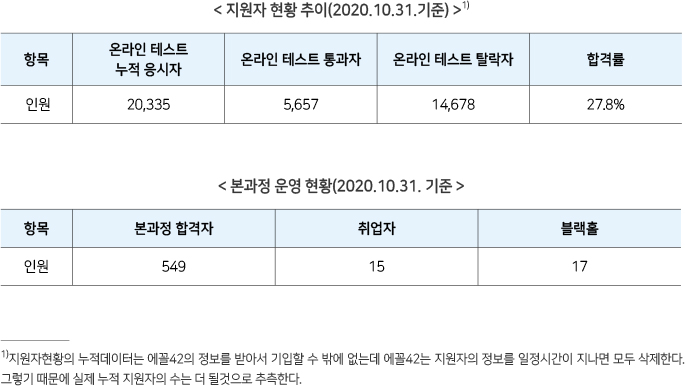 < 지원자 현황 추이(2020.10.31.기준) >1)
항목 온라인 테스트 누적 응시자 온라인 테스트 통과자 온라인 테스트 탈락자 합격률
인원 20,335 5,657 14,678 27.8%
< 본과정 운영 현황(2020.10.31. 기준 >
항목 본과정 합격자 취업자 블랙홀
인원 549 15 17
1)지원자현황의 누적데이터는 에꼴42의 정보를 받아서 기입할 수 밖에 없는데 에꼴42는 지원자의 정보를 일정시간이 지나면 모두 삭제한다.
그렇기 때문에 실제 누적 지원자의 수는 더 될것으로 추측한다.